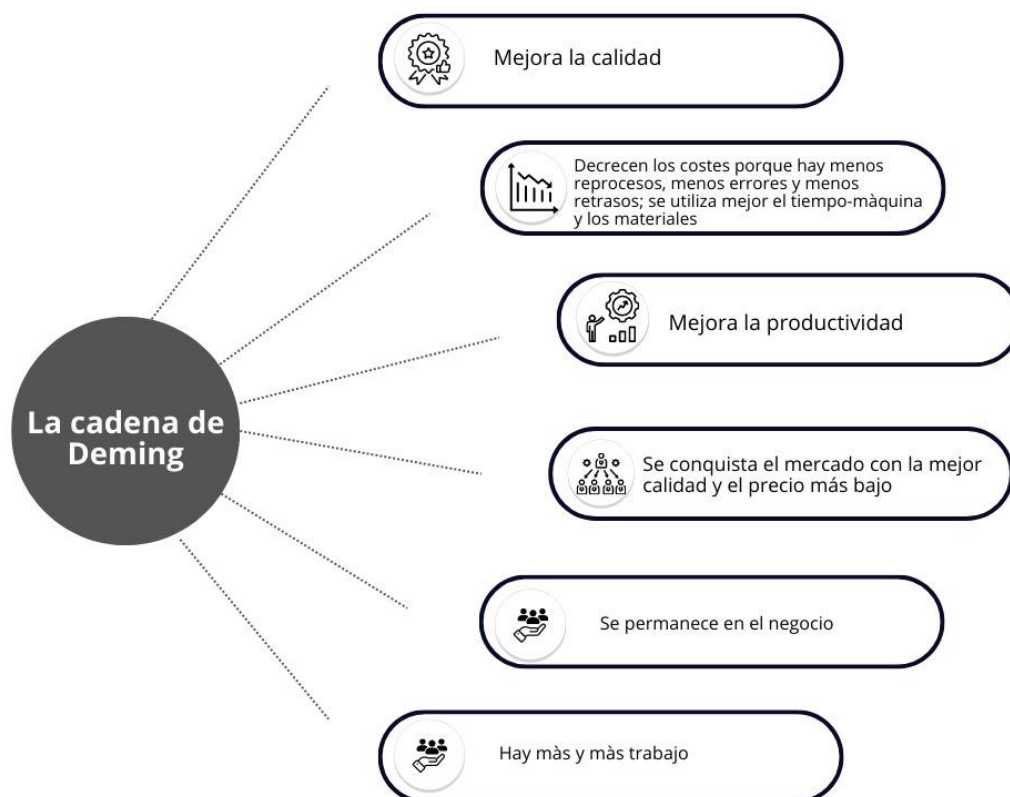 Mejora la calidad
Decrecen los costes porque hay menos
reprocesos, menos errores y menos
retrasos; se utiliza mejor el tiempo-màquina
y los materiales
Mejora la productividad
La cadena de
Deming
Se conquista el mercado con la mejor
calidad y el precio más bajo
Se permanece en el negocio
Hay màs y màs trabajo